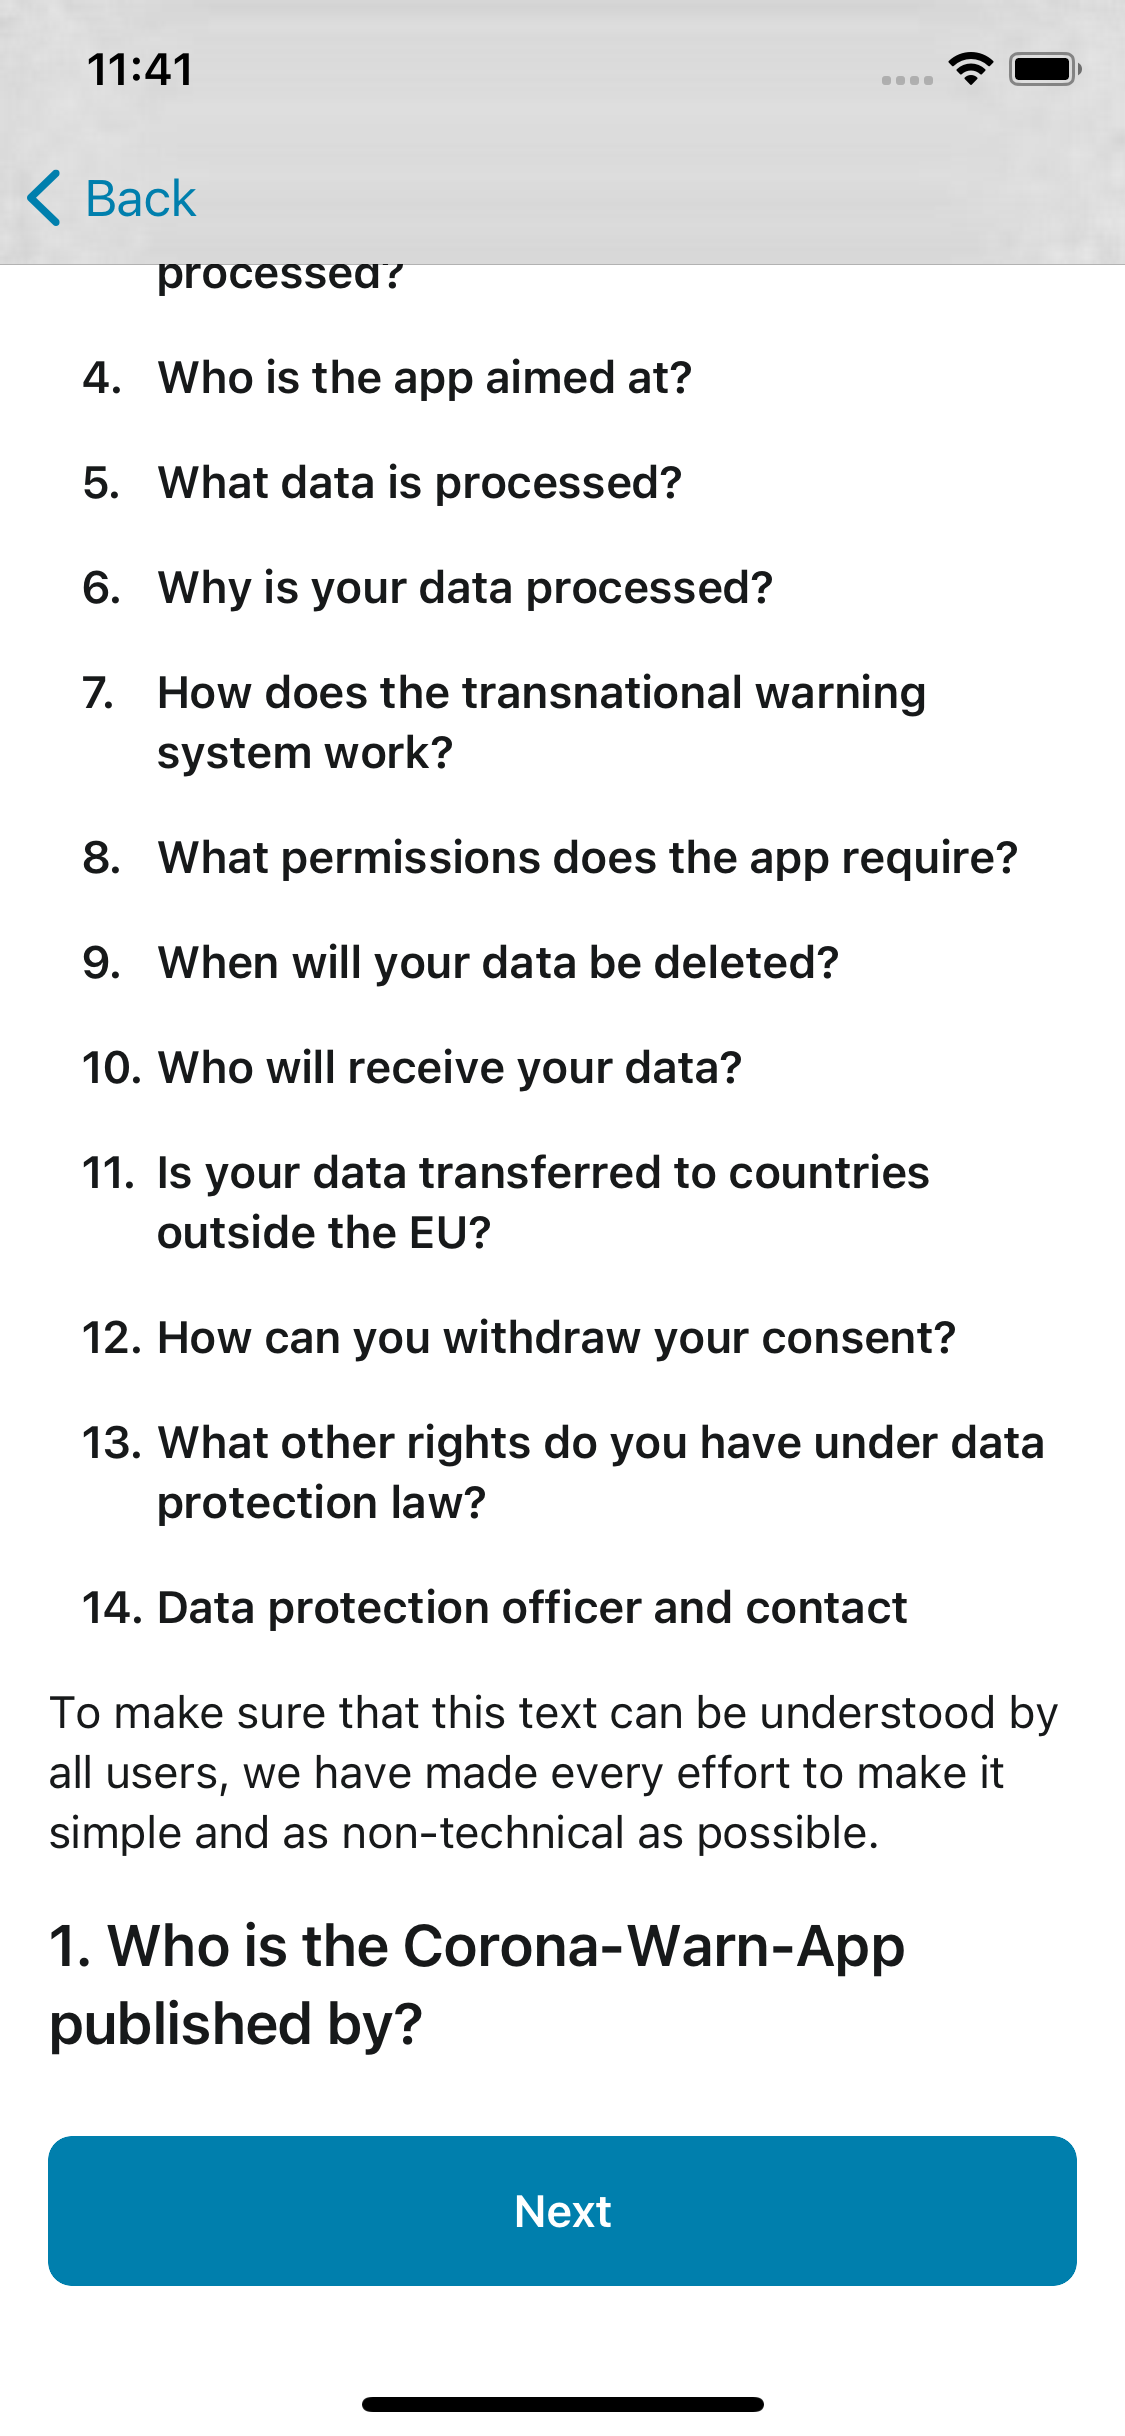 11:41
Back
processed?
4. Who is the app aimed at?
5. What data is processed?
6. Why is your data processed?
7. How does the transnational warning
system work?
8. What permissions does the app require?
9. When will your data be deleted?
10. Who will receive your data?
11. Is your data transferred to countries
outside the EU?
12. How can you withdraw your consent?
13. What other rights do you have under data
protection law?
14. Data protection officer and contact
To make sure that this text can be understood by
all users, we have made every effort to make it
simple and as non-technical as possible.
1. Who is the Corona-Warn-App
published by?
Next